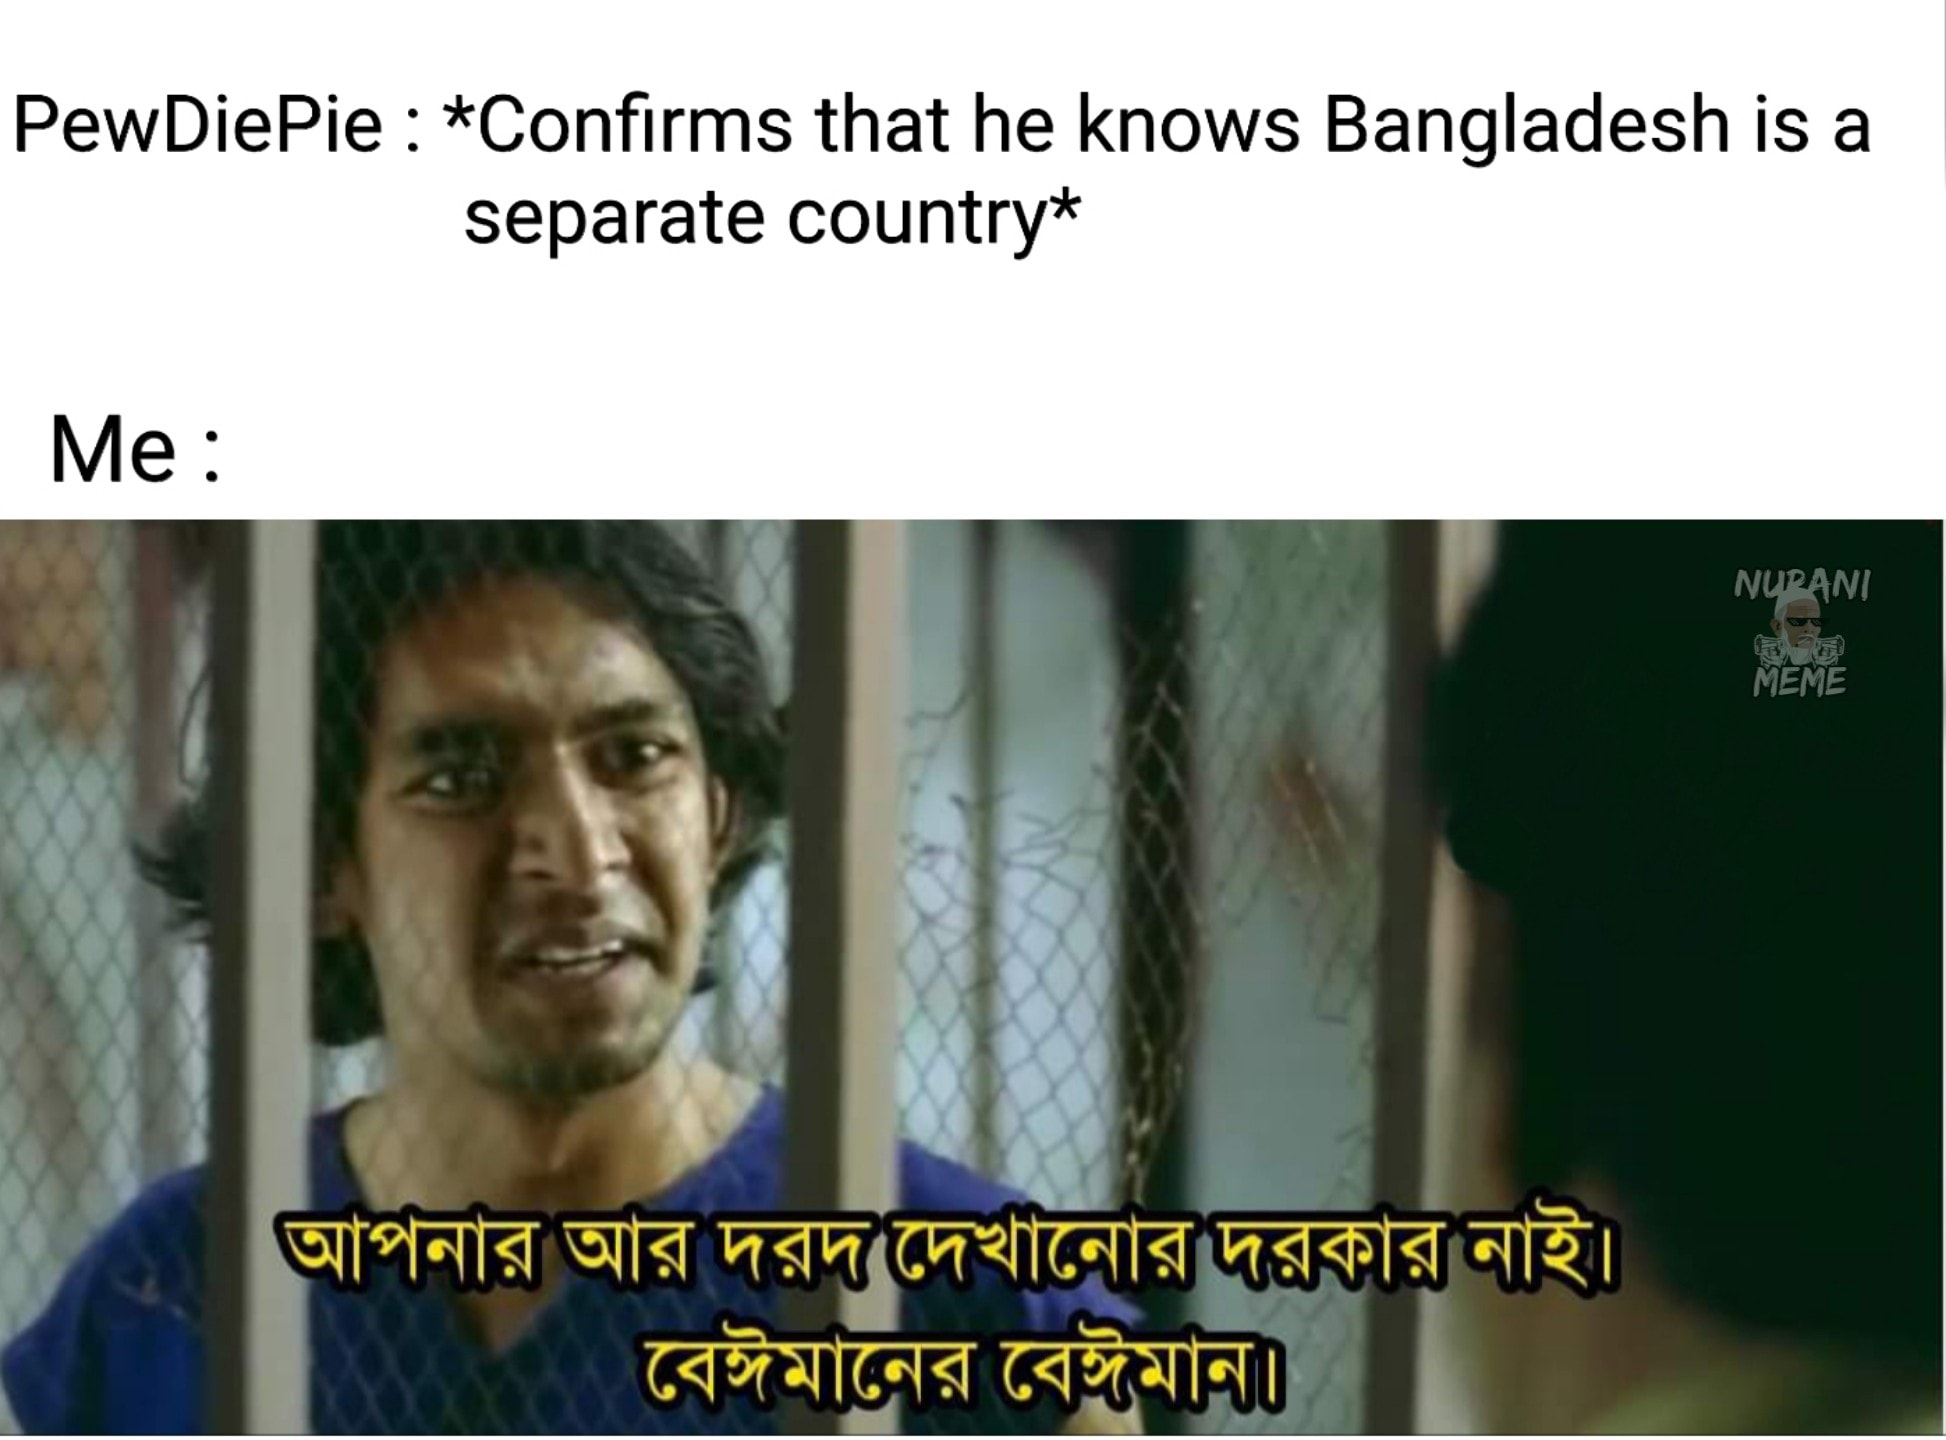 PewDiePie : *Confirms that he knows Bangladesh is a
separate country*
Me :
NURANI
MEME
আপনার আর দরদ দেখানোর দরকার নাই।
বেঈমানের বেঈমান।